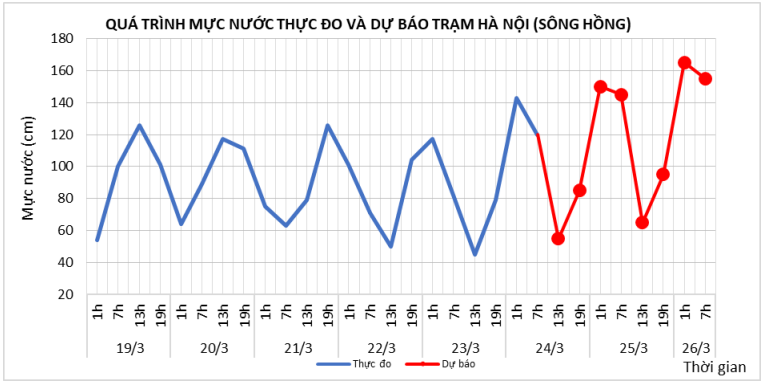 QUÁ TRÌNH MỰC NƯỚC THỰC ĐO VÀ DỰ BÁO TRẠM HÀ NỘI (SÔNG HỒNG)
Mực nước (cm)
180
160
140
120
100
80
60
40
20
1h 7h 13h 19h 1h 7h 13h 19h 1h 7h 13h 19h 1h 7h 13h 19h 1h 7h 13h 19h 1h 7h 13h 19h 1h 7h 13h 19h 1h 7h
19/3 20/3 21/3 22/3 23/3 24/3 25/3 26/3
Thực đo Dự báo Thời gian